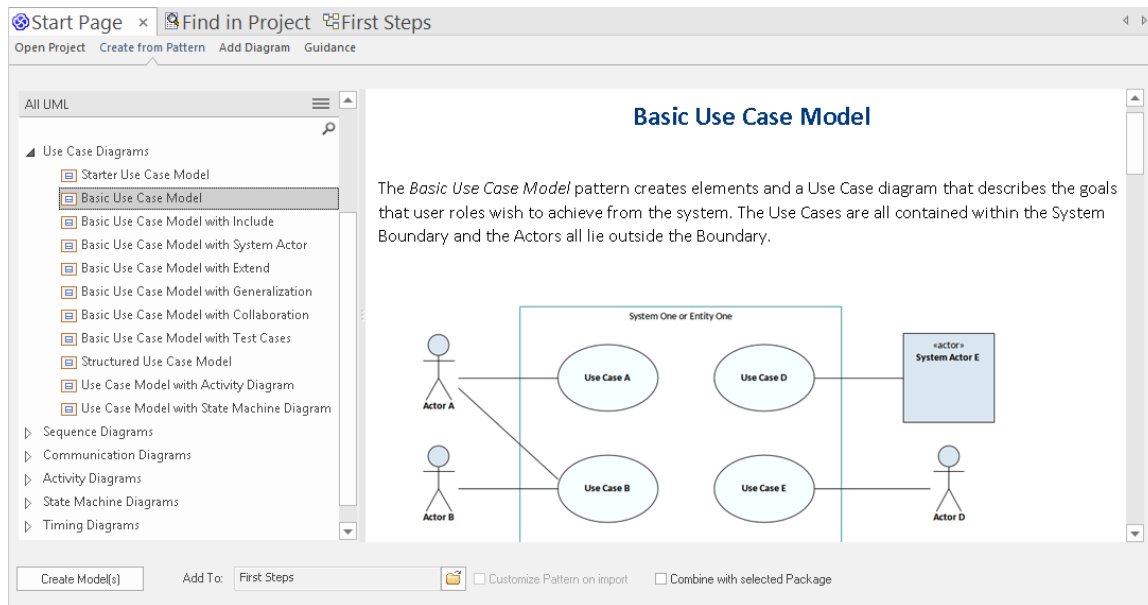 Start Page × Find in Project First Steps
Open Project Create from Pattern Add Diagram Guidance
All UML
Use Case Diagrams
Starter Use Case Model
Basic Use Case Model
Basic Use Case Model with Include
Basic Use Case Model with System Actor
Basic Use Case Model with Extend
Basic Use Case Model with Generalization
Basic Use Case Model with Collaboration
Basic Use Case Model with Test Cases
Structured Use Case Model
Use Case Model with Activity Diagram
Use Case Model with State Machine Diagram
Sequence Diagrams
Communication Diagrams
Activity Diagrams
State Machine Diagrams
Timing Diagrams
Basic Use Case Model
The Basic Use Case Model pattern creates elements and a Use Case diagram that describes the goals
that user roles wish to achieve from the system. The Use Cases are all contained within the System
Boundary and the Actors all lie outside the Boundary.
System One or Entity One
«actor»
System Actor E
Use Case A
Use Case D
Actor A
Use Case B
Use Case E
Actor B
Actor D
Create Model(s) Add To: First Steps Customize Pattern on import Combine with selected Package